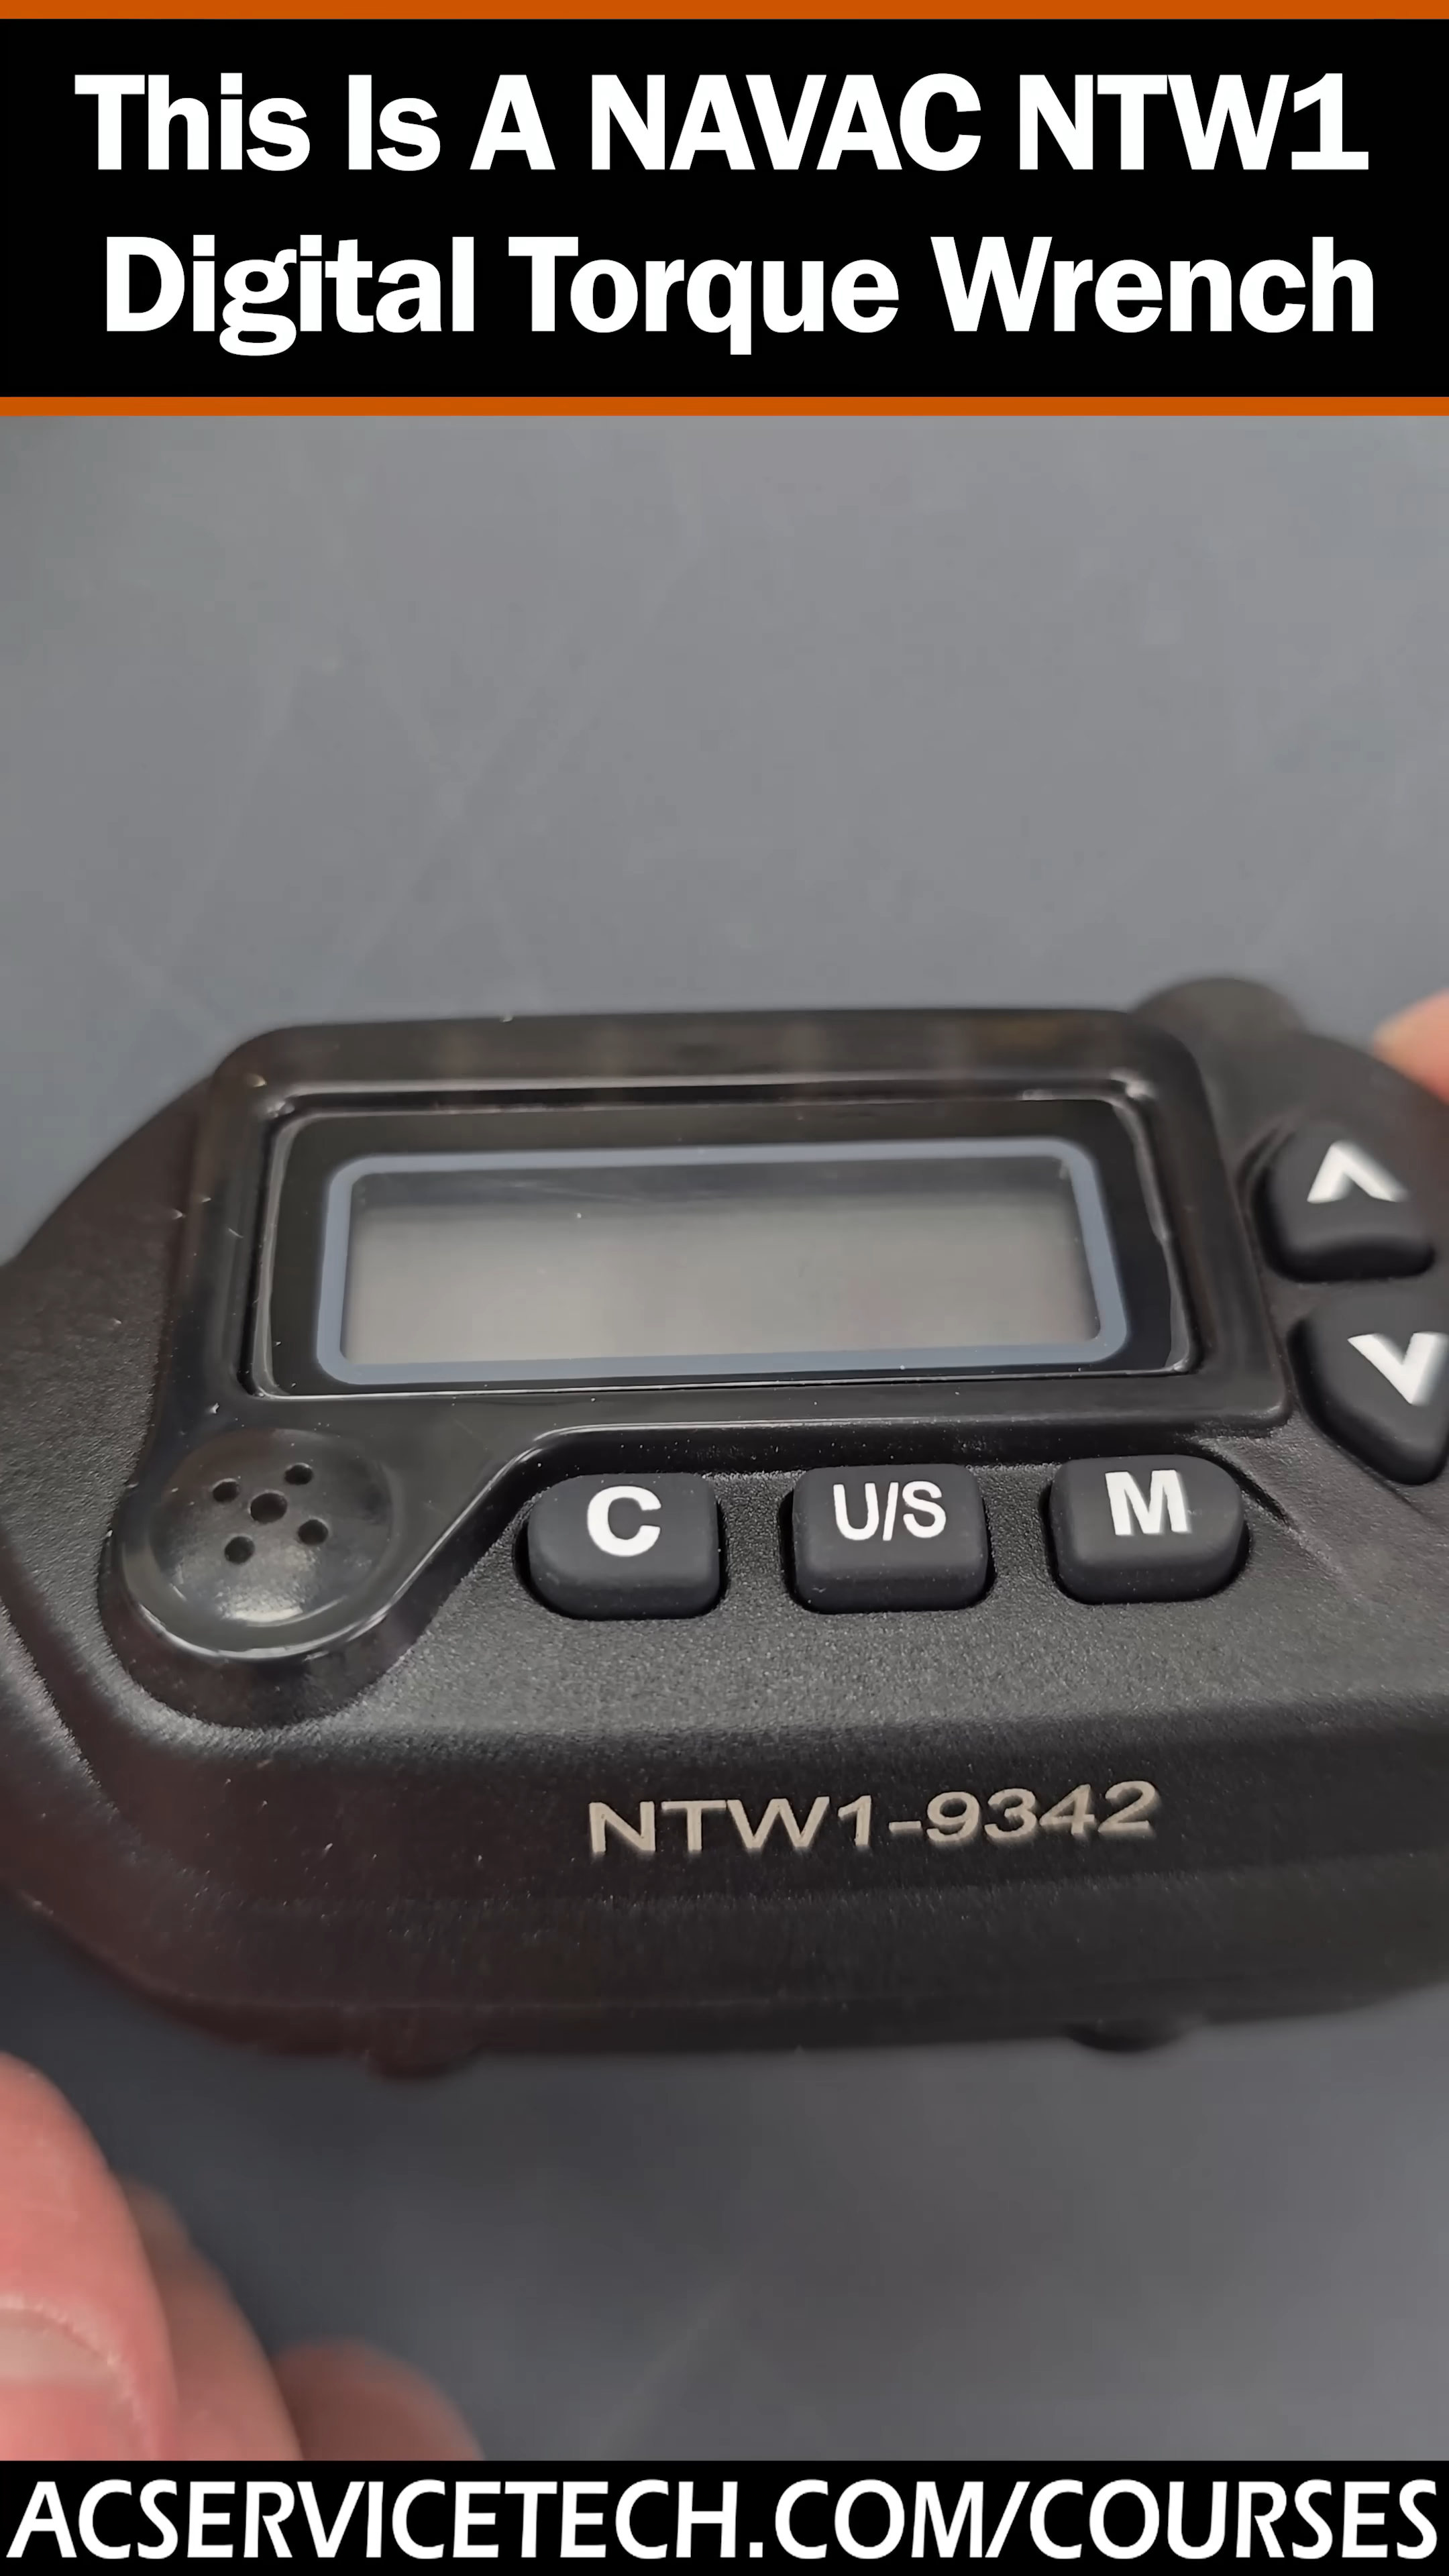 This Is A NAVAC NTW1
Digital Torque Wrench
C U/S M
NTW1-9342
ACSERVICETECH.COM/COURSES